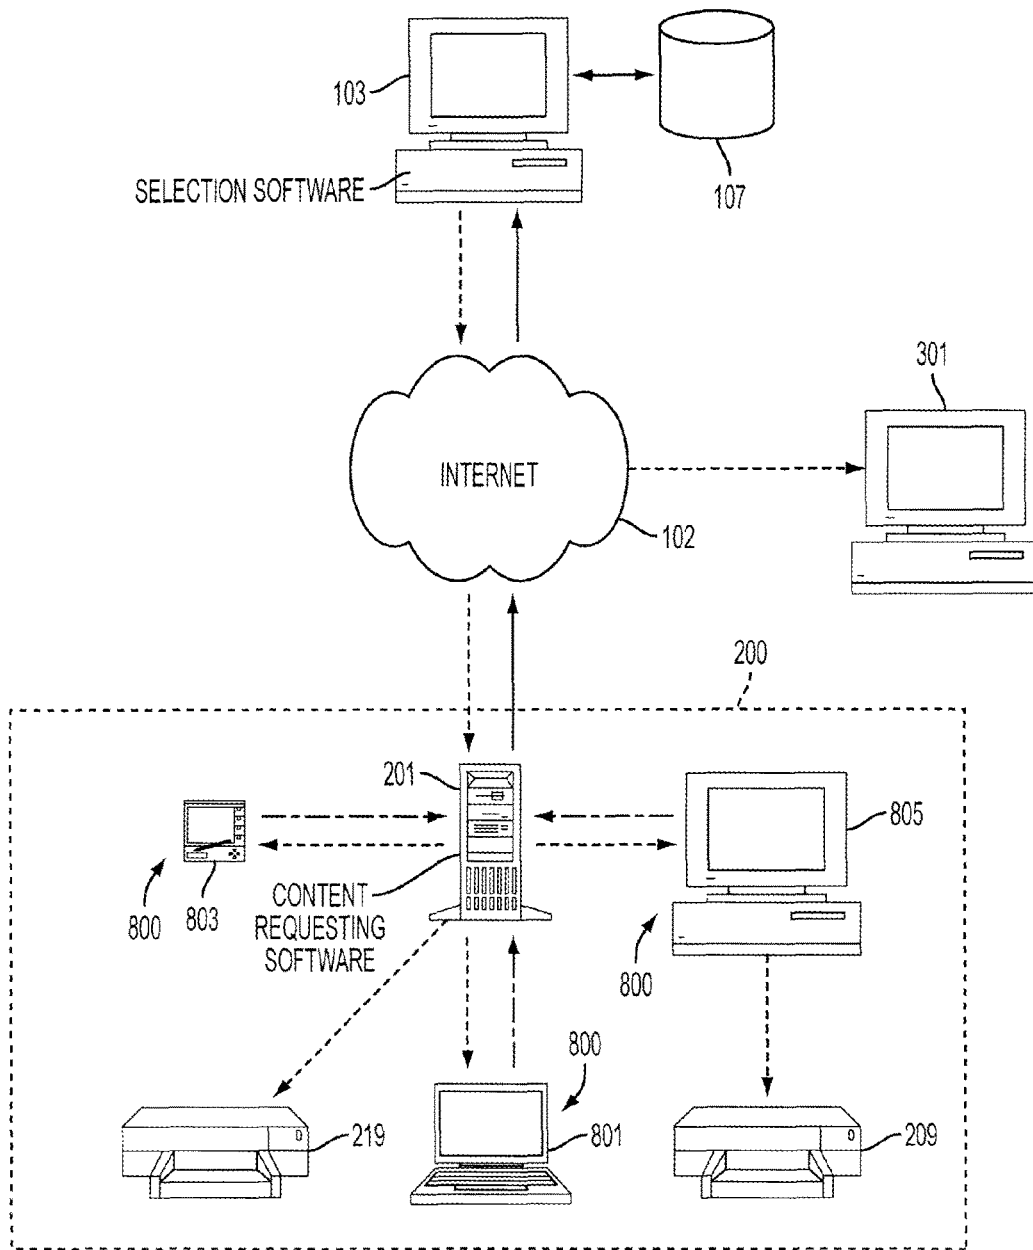 103
107
SELECTION SOFTWARE
301
INTERNET
102
200
201
805
800
803
CONTENT
REQUESTING
SOFTWARE
800
800
219
801
209